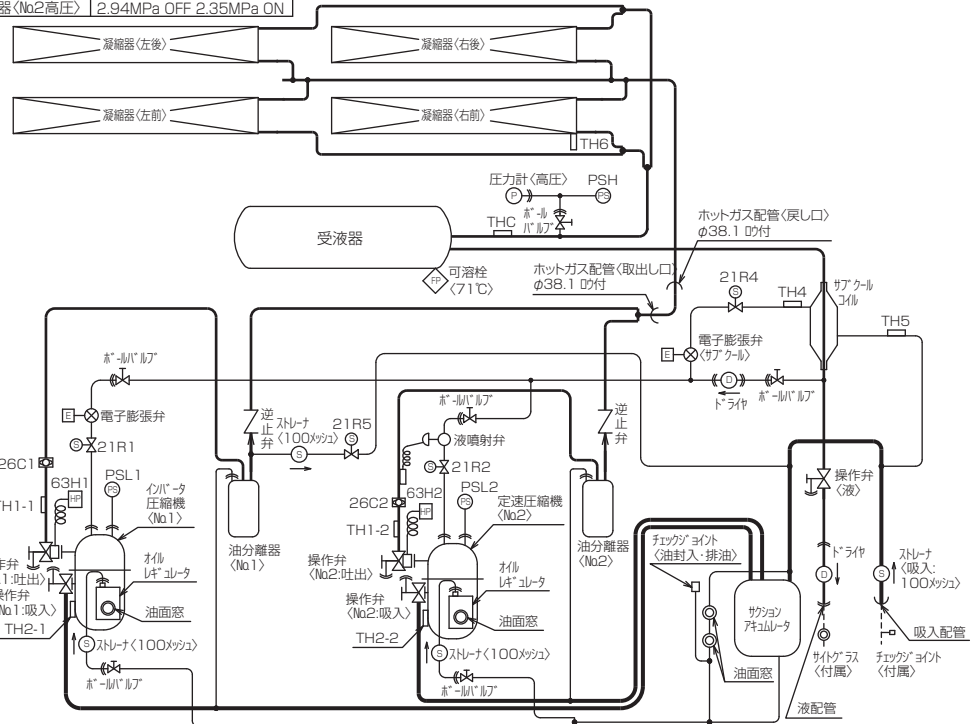 器〈No.2高圧〉 2.94MPa OFF 2.35MPa ON
凝縮器〈左後〉
凝縮器〈右後〉
凝縮器〈左前〉
凝縮器〈右前〉
TH6
圧力計〈高圧〉
PSH
P
PS
ボール
バルブ
THC
受液器
FP
可溶栓
〈71℃〉
ホットガス配管〈戻し口〉
φ38.1 ロウ付
ホットガス配管〈取出し口〉
φ38.1 ロウ付
21R4
S
TH4
サブクール
コイル
TH5
電子膨張弁
〈サブクール〉
E
D
ドライヤ
ボールバルブ
ボールバルブ
E
電子膨張弁
S
21R1
逆止弁
ストレーナ
〈100メッシュ〉
S
21R5
S
ボールバルブ
液噴射弁
S
21R2
逆止弁
26C1
63H1
HP
PSL1
PS
TH1-1
インバータ
圧縮機
〈No.1〉
油分離器
〈No.1〉
26C2
63H2
HP
PSL2
PS
TH1-2
定速圧縮機
〈No.2〉
油分離器
〈No.2〉
操作弁
〈液〉
作弁
.1:吐出〉
操作弁
No.1:吸入〉
TH2-1
オイル
レギュレータ
油面窓
S
ストレーナ〈100メッシュ〉
ボールバルブ
操作弁
〈No.2:吐出〉
操作弁
〈No.2:吸入〉
TH2-2
オイル
レギュレータ
油面窓
S
ストレーナ〈100メッシュ〉
ボールバルブ
チェックジョイント
〈油封入・排油〉
油面窓
サクション
アキュムレータ
ドライヤ
D
サイトグラス
〈付属〉
液配管
ストレーナ
〈吸入:
100メッシュ〉
S
吸入配管
チェックジョイント
〈付属〉